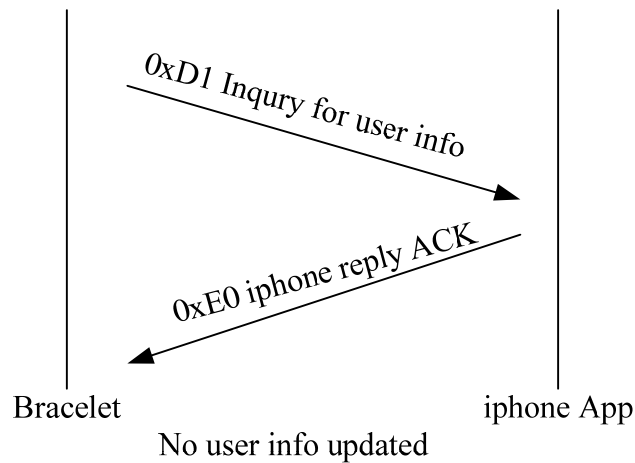 0xD1 Inqury for user info
0xE0 iphone reply ACK
Bracelet
iphone App
No user info updated